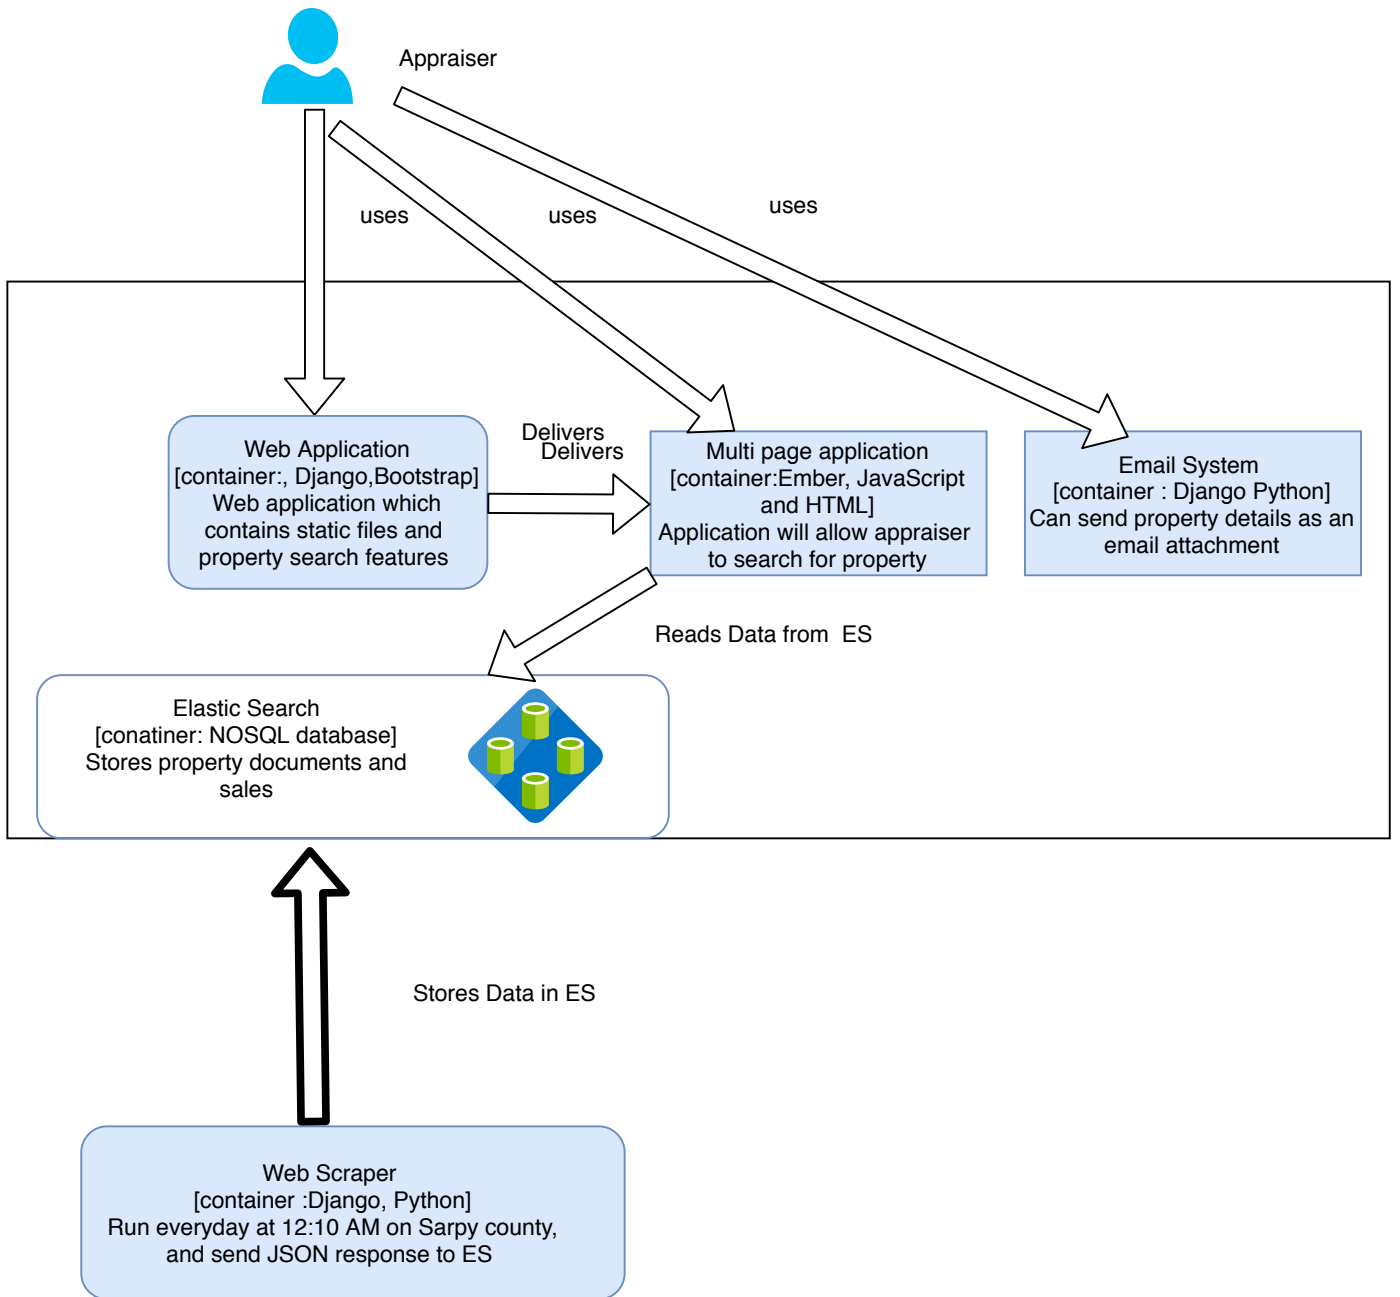 Appraiser
uses
uses
uses
Web Application
[container:, Django,Bootstrap]
Web application which
contains static files and
property search features
Delivers
Delivers
Multi page application
[container:Ember, JavaScript
and HTML]
Application will allow appraiser
to search for property
Email System
[container : Django Python]
Can send property details as an
email attachment
Reads Data from  ES
Elastic Search
[conatiner: NOSQL database]
Stores property documents and
sales
Stores Data in ES
Web Scraper
[container :Django, Python]
Run everyday at 12:10 AM on Sarpy county,
and send JSON response to ES